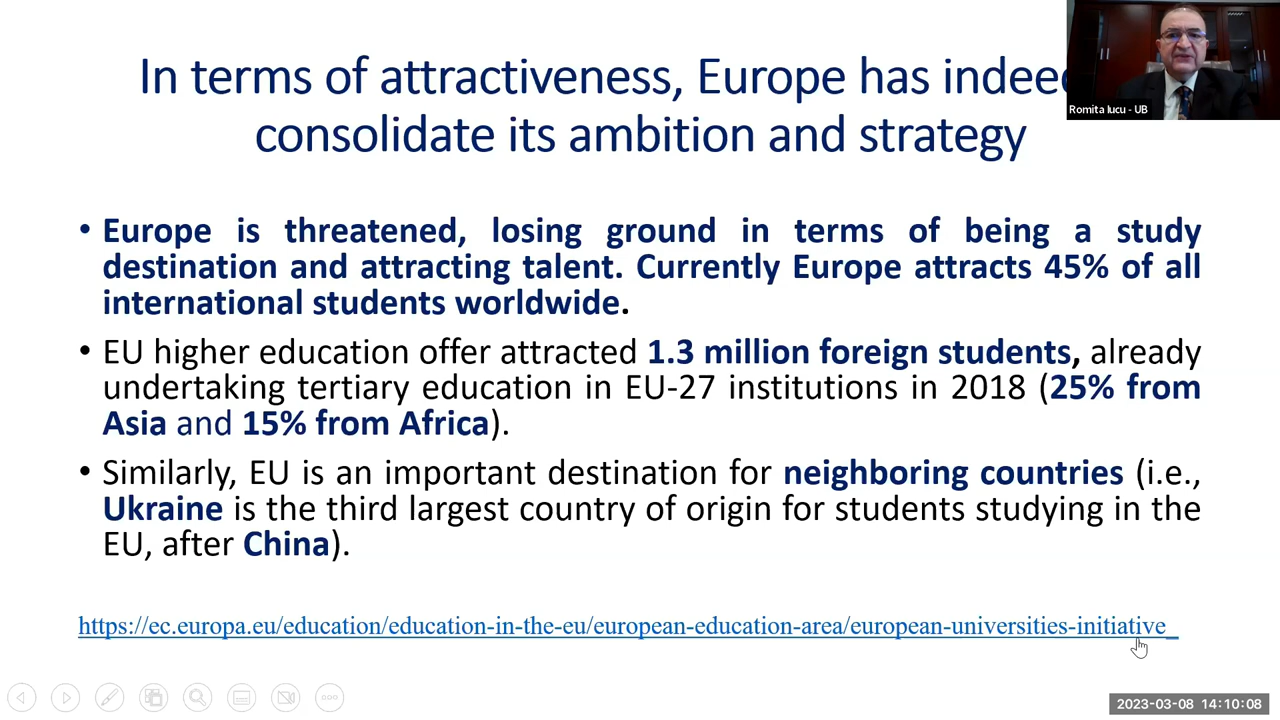 In terms of attractiveness, Europe has indeed
consolidate its ambition and strategy
Romita Iucu - UB
• Europe is threatened, losing ground in terms of being a study
destination and attracting talent. Currently Europe attracts 45% of all
international students worldwide.
• EU higher education offer attracted 1.3 million foreign students, already
undertaking tertiary education in EU-27 institutions in 2018 (25% from
Asia and 15% from Africa).
• Similarly, EU is an important destination for neighboring countries (i.e.,
Ukraine is the third largest country of origin for students studying in the
EU, after China).
https://ec.europa.eu/education/education-in-the-eu/european-education-area/european-universities-initiative_
2023-03-08 14:10:08